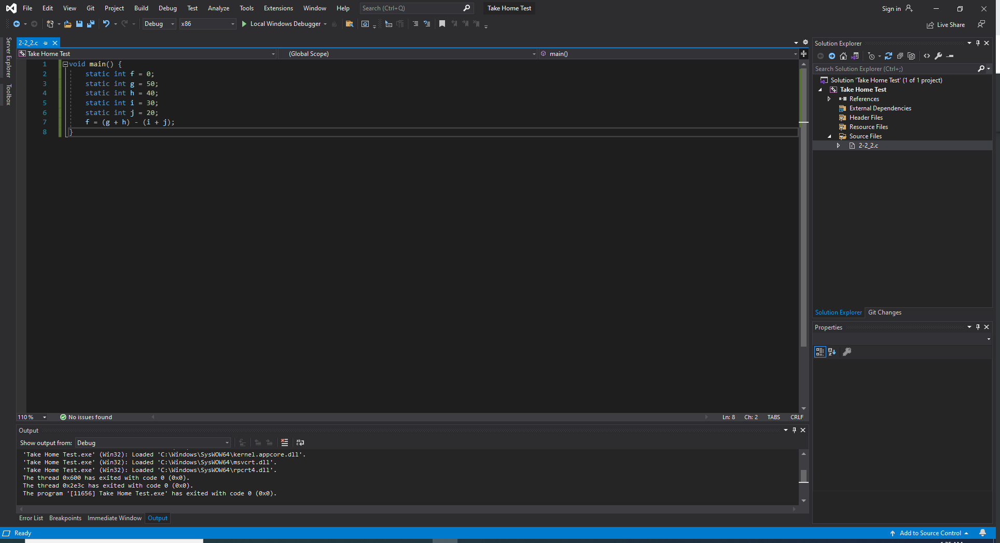 File Edit View Git Project Build Debug Test Analyze Tools Extensions Window Help Search (Ctrl+Q) Take Home Test Sign in
Debug x86 Local Windows Debugger Live Share
Server Explorer
Toolbox
2-2_2.c
Take Home Test (Global Scope) main()
1 void main() {
2 static int f = 0;
3 static int g = 50;
4 static int h = 40;
5 static int i = 30;
6 static int j = 20;
7 f = (g + h) - (i + j);
8 }
110 % No issues found Ln: 8 Ch: 2 TABS CRLF
Output
Show output from: Debug
'Take Home Test.exe' (Win32): Loaded 'C:\Windows\SysWOW64\kernel.appcore.dll'.
'Take Home Test.exe' (Win32): Loaded 'C:\Windows\SysWOW64\msvcrt.dll'.
'Take Home Test.exe' (Win32): Loaded 'C:\Windows\SysWOW64\rpcrt4.dll'.
The thread 0x600 has exited with code 0 (0x0).
The thread 0x2e3c has exited with code 0 (0x0).
The program '[11656] Take Home Test.exe' has exited with code 0 (0x0).
Error List Breakpoints Immediate Window Output
Solution Explorer
Search Solution Explorer (Ctrl+;)
Solution 'Take Home Test' (1 of 1 project)
Take Home Test
References
External Dependencies
Header Files
Resource Files
Source Files
2-2_2.c
Solution Explorer Git Changes
Properties
Ready Add to Source Control